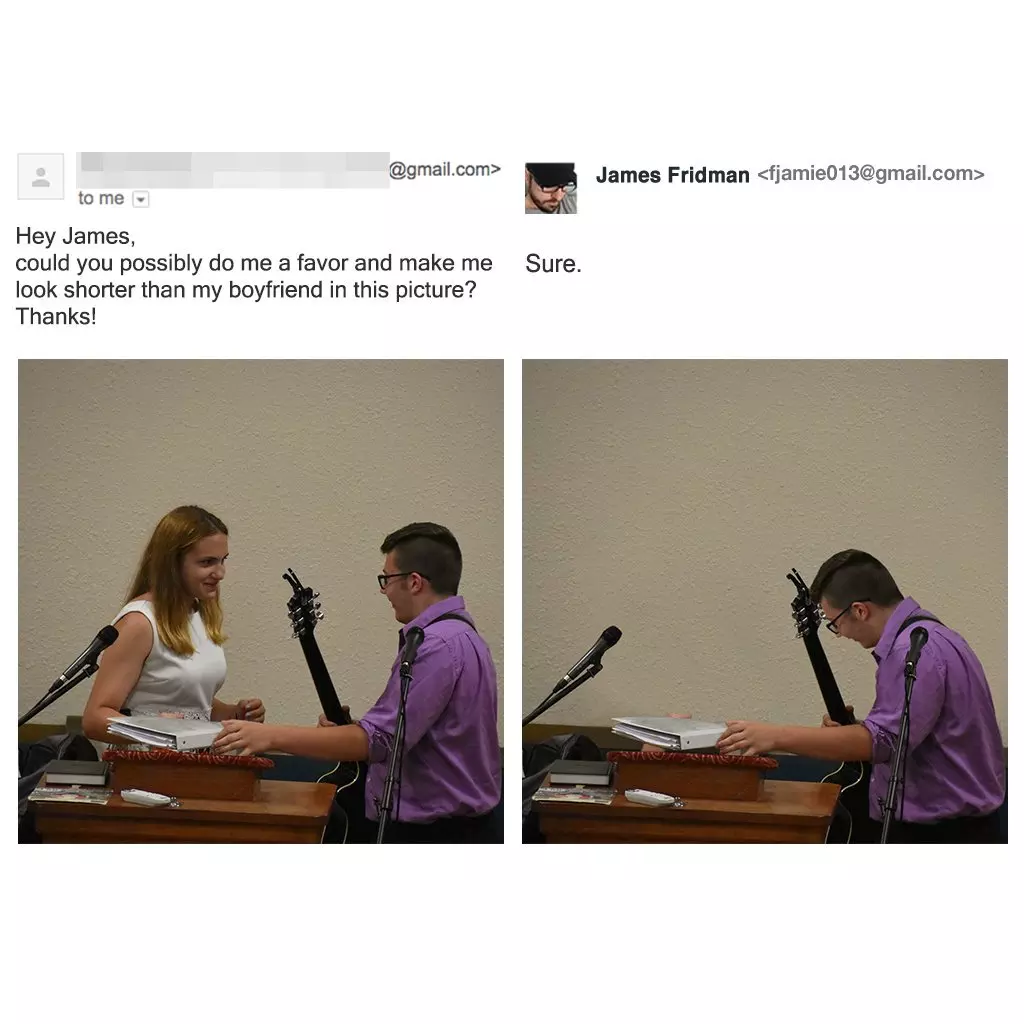 @gmail.com>
to me
Hey James,
could you possibly do me a favor and make me
look shorter than my boyfriend in this picture?
Thanks!
James Fridman <fjamie013@gmail.com>
Sure.